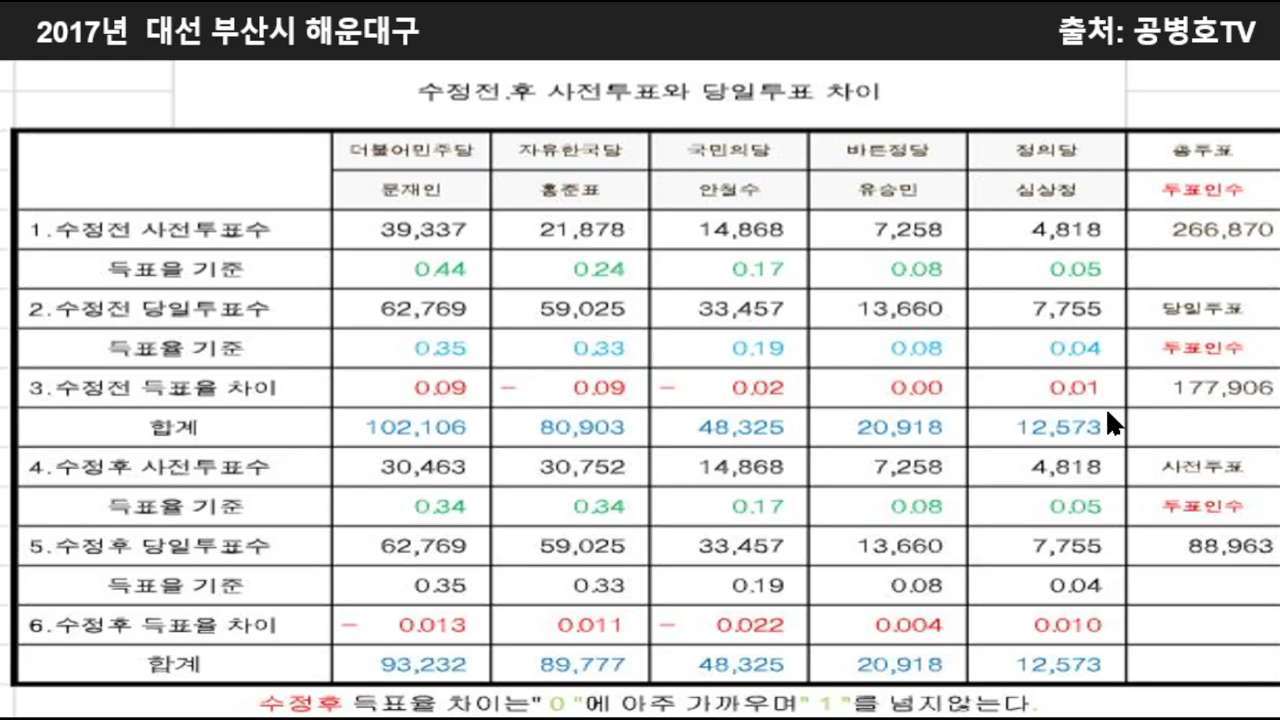 2017년 대선 부산시 해운대구 출처: 공병호TV
수정전.후 사전투표와 당일투표 차이
더불어민주당 자유한국당 국민의당 바른정당 정의당 총투표
문재인 홍준표 안철수 유승민 심상정 투표인수
1.수정전 사전투표수 39,337 21,878 14,868 7,258 4,818 266,870
득표율 기준 0.44 0.24 0.17 0.08 0.05
2.수정전 당일투표수 62,769 59,025 33,457 13,660 7,755 당일투표
득표율 기준 0.35 0.33 0.19 0.08 0.04 투표인수
3.수정전 득표율 차이 0.09 - 0.09 - 0.02 0.00 0.01 177,906
합계 102,106 80,903 48,325 20,918 12,573
4.수정후 사전투표수 30,463 30,752 14,868 7,258 4,818 사전투표
득표율 기준 0.34 0.34 0.17 0.08 0.05 투표인수
5.수정후 당일투표수 62,769 59,025 33,457 13,660 7,755 88,963
득표율 기준 0.35 0.33 0.19 0.08 0.04
6.수정후 득표율 차이 - 0.013 0.011 - 0.022 0.004 0.010
합계 93,232 89,777 48,325 20,918 12,573
수정후 득표율 차이는"0"에 아주 가까우며"1"를 넘지않는다.